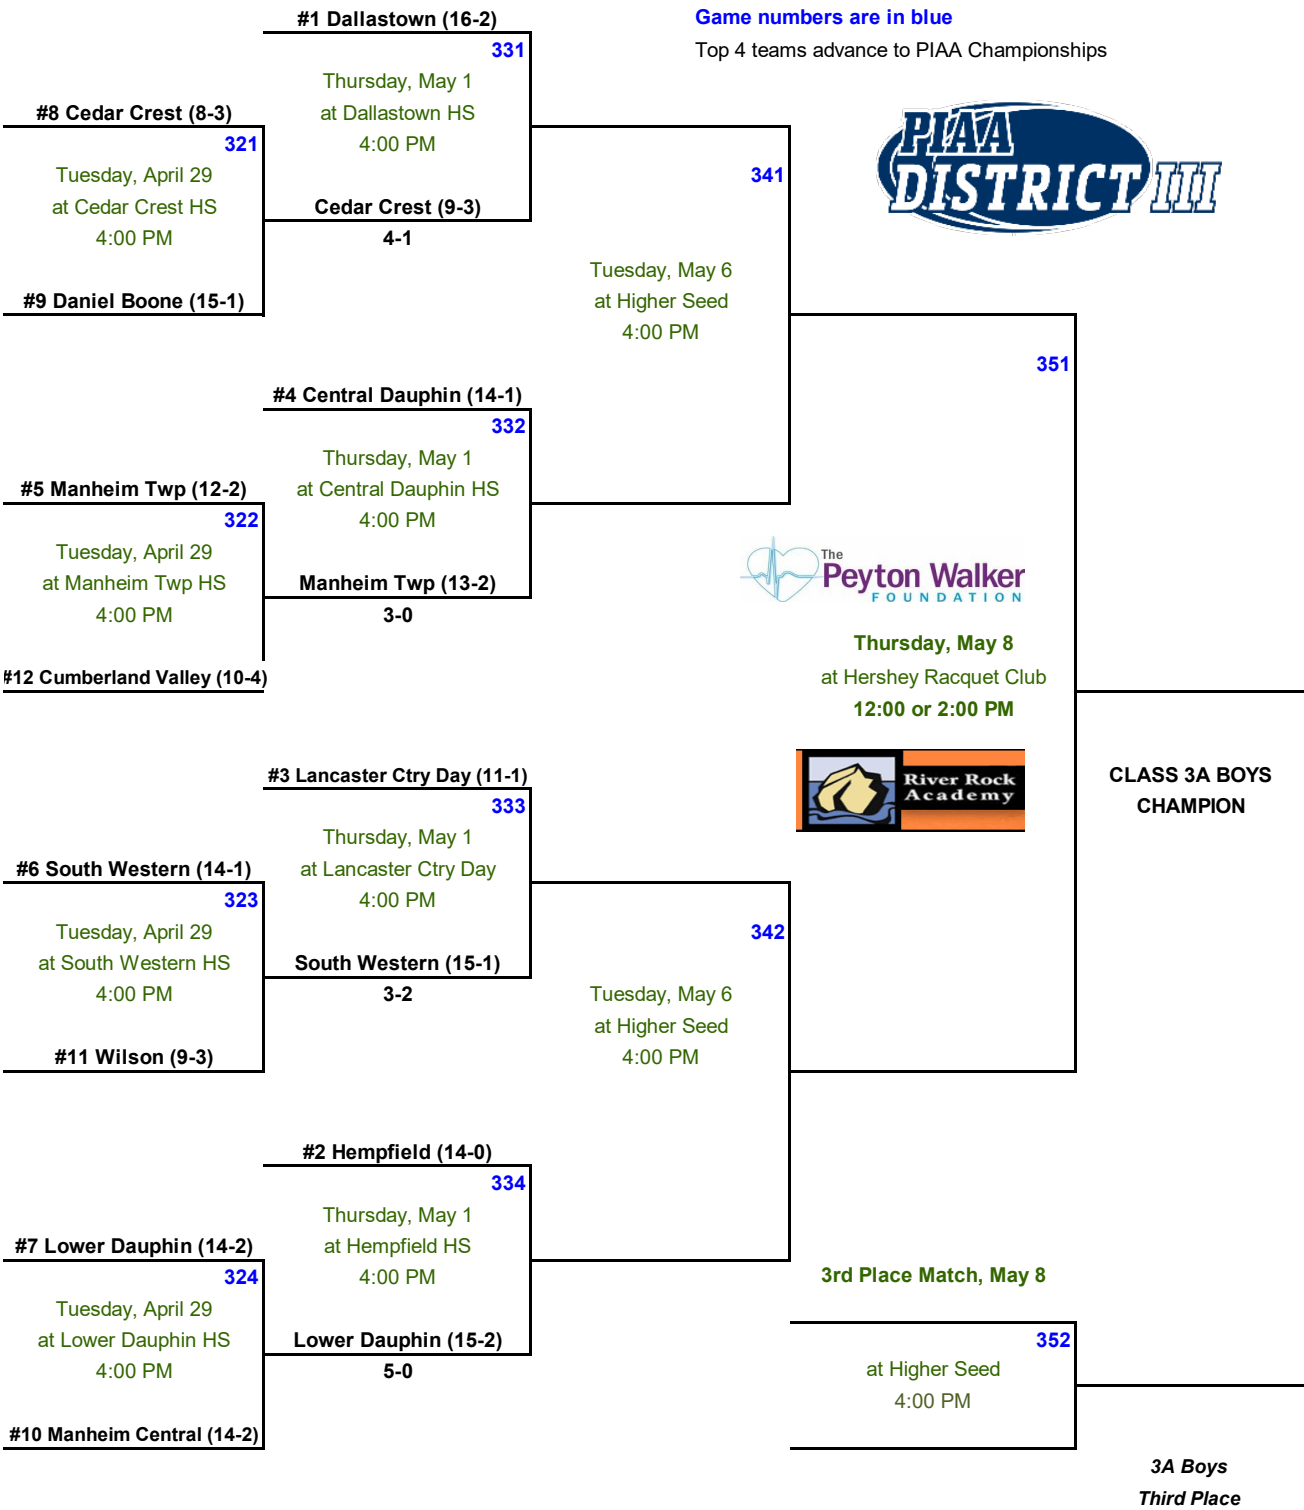 #1 Dallastown (16-2)
Game numbers are in blue
331
Top 4 teams advance to PIAA Championships
Thursday, May 1
at Dallastown HS
4:00 PM
#8 Cedar Crest (8-3)
321
Tuesday, April 29
at Cedar Crest HS
4:00 PM
Cedar Crest (9-3)
4-1
#9 Daniel Boone (15-1)
341
Tuesday, May 6
at Higher Seed
4:00 PM
PIAA
DISTRICT III
351
#4 Central Dauphin (14-1)
332
Thursday, May 1
at Central Dauphin HS
4:00 PM
#5 Manheim Twp (12-2)
322
Tuesday, April 29
at Manheim Twp HS
4:00 PM
Manheim Twp (13-2)
3-0
#12 Cumberland Valley (10-4)
The
Peyton Walker
FOUNDATION
Thursday, May 8
at Hershey Racquet Club
12:00 or 2:00 PM
River Rock
Academy
CLASS 3A BOYS
CHAMPION
#3 Lancaster Ctry Day (11-1)
333
Thursday, May 1
at Lancaster Ctry Day
4:00 PM
#6 South Western (14-1)
323
Tuesday, April 29
at South Western HS
4:00 PM
South Western (15-1)
3-2
#11 Wilson (9-3)
342
Tuesday, May 6
at Higher Seed
4:00 PM
#2 Hempfield (14-0)
334
Thursday, May 1
at Hempfield HS
4:00 PM
#7 Lower Dauphin (14-2)
324
Tuesday, April 29
at Lower Dauphin HS
4:00 PM
Lower Dauphin (15-2)
5-0
#10 Manheim Central (14-2)
3rd Place Match, May 8
352
at Higher Seed
4:00 PM
3A Boys
Third Place